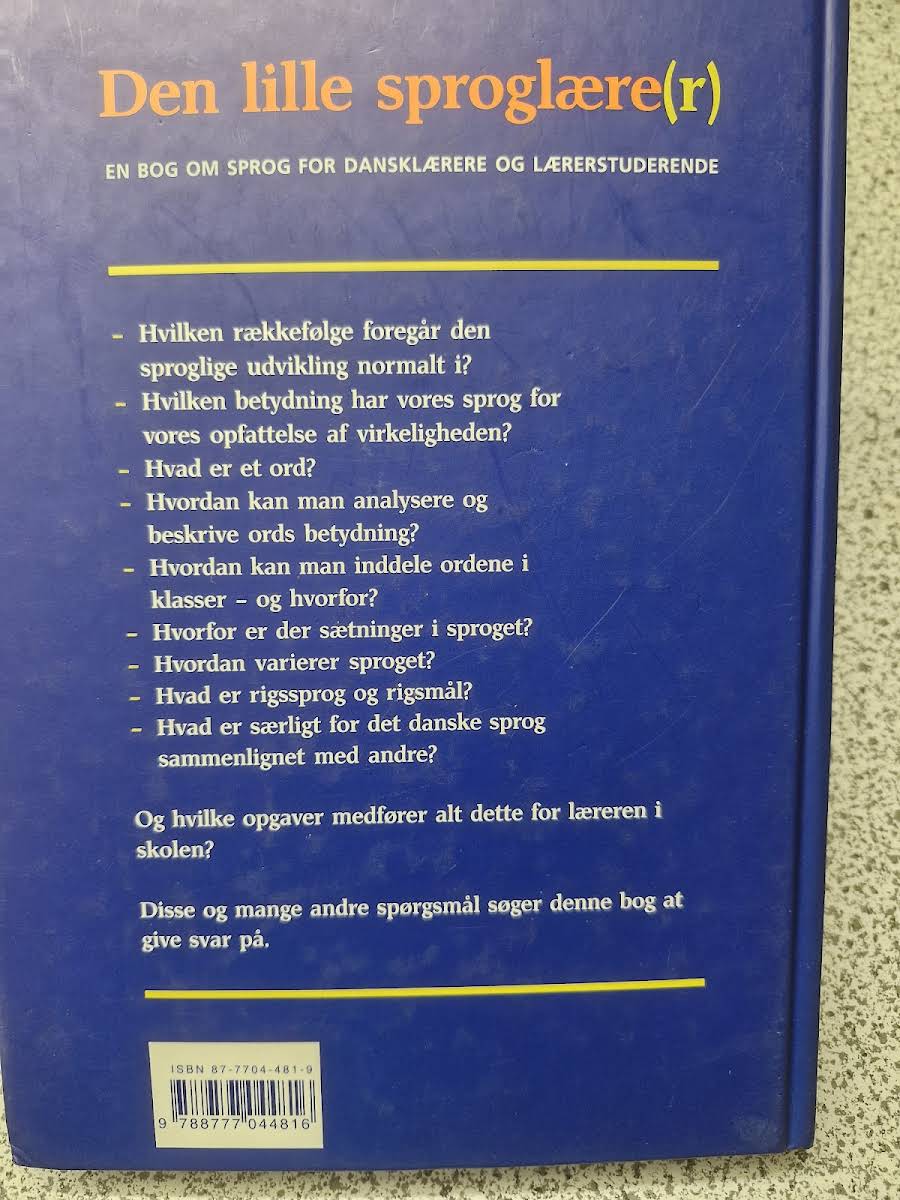 Den lille sproglære(r)
EN BOG OM SPROG FOR DANSKLÆRERE OG LÆRERSTUDERENDE
– Hvilken rækkefølge foregår den
sproglige udvikling normalt i?
– Hvilken betydning har vores sprog for
vores opfattelse af virkeligheden?
– Hvad er et ord?
– Hvordan kan man analysere og
beskrive ords betydning?
– Hvordan kan man inddele ordene i
klasser – og hvorfor?
– Hvorfor er der sætninger i sproget?
– Hvordan varierer sproget?
– Hvad er rigssprog og rigsmål?
– Hvad er særligt for det danske sprog
sammenlignet med andre?
Og hvilke opgaver medfører alt dette for læreren i
skolen?
Disse og mange andre spørgsmål søger denne bog at
give svar på.
ISBN 87-7704-481-9
9 788777 044816